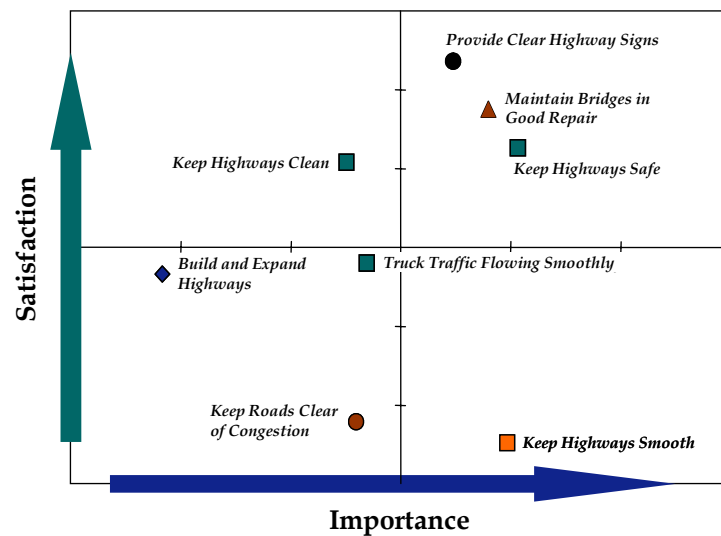 Provide Clear Highway Signs
Maintain Bridges in
Good Repair
Keep Highways Clean
Keep Highways Safe
Build and Expand
Highways
Truck Traffic Flowing Smoothly
Keep Roads Clear
of Congestion
Keep Highways Smooth
Satisfaction
Importance